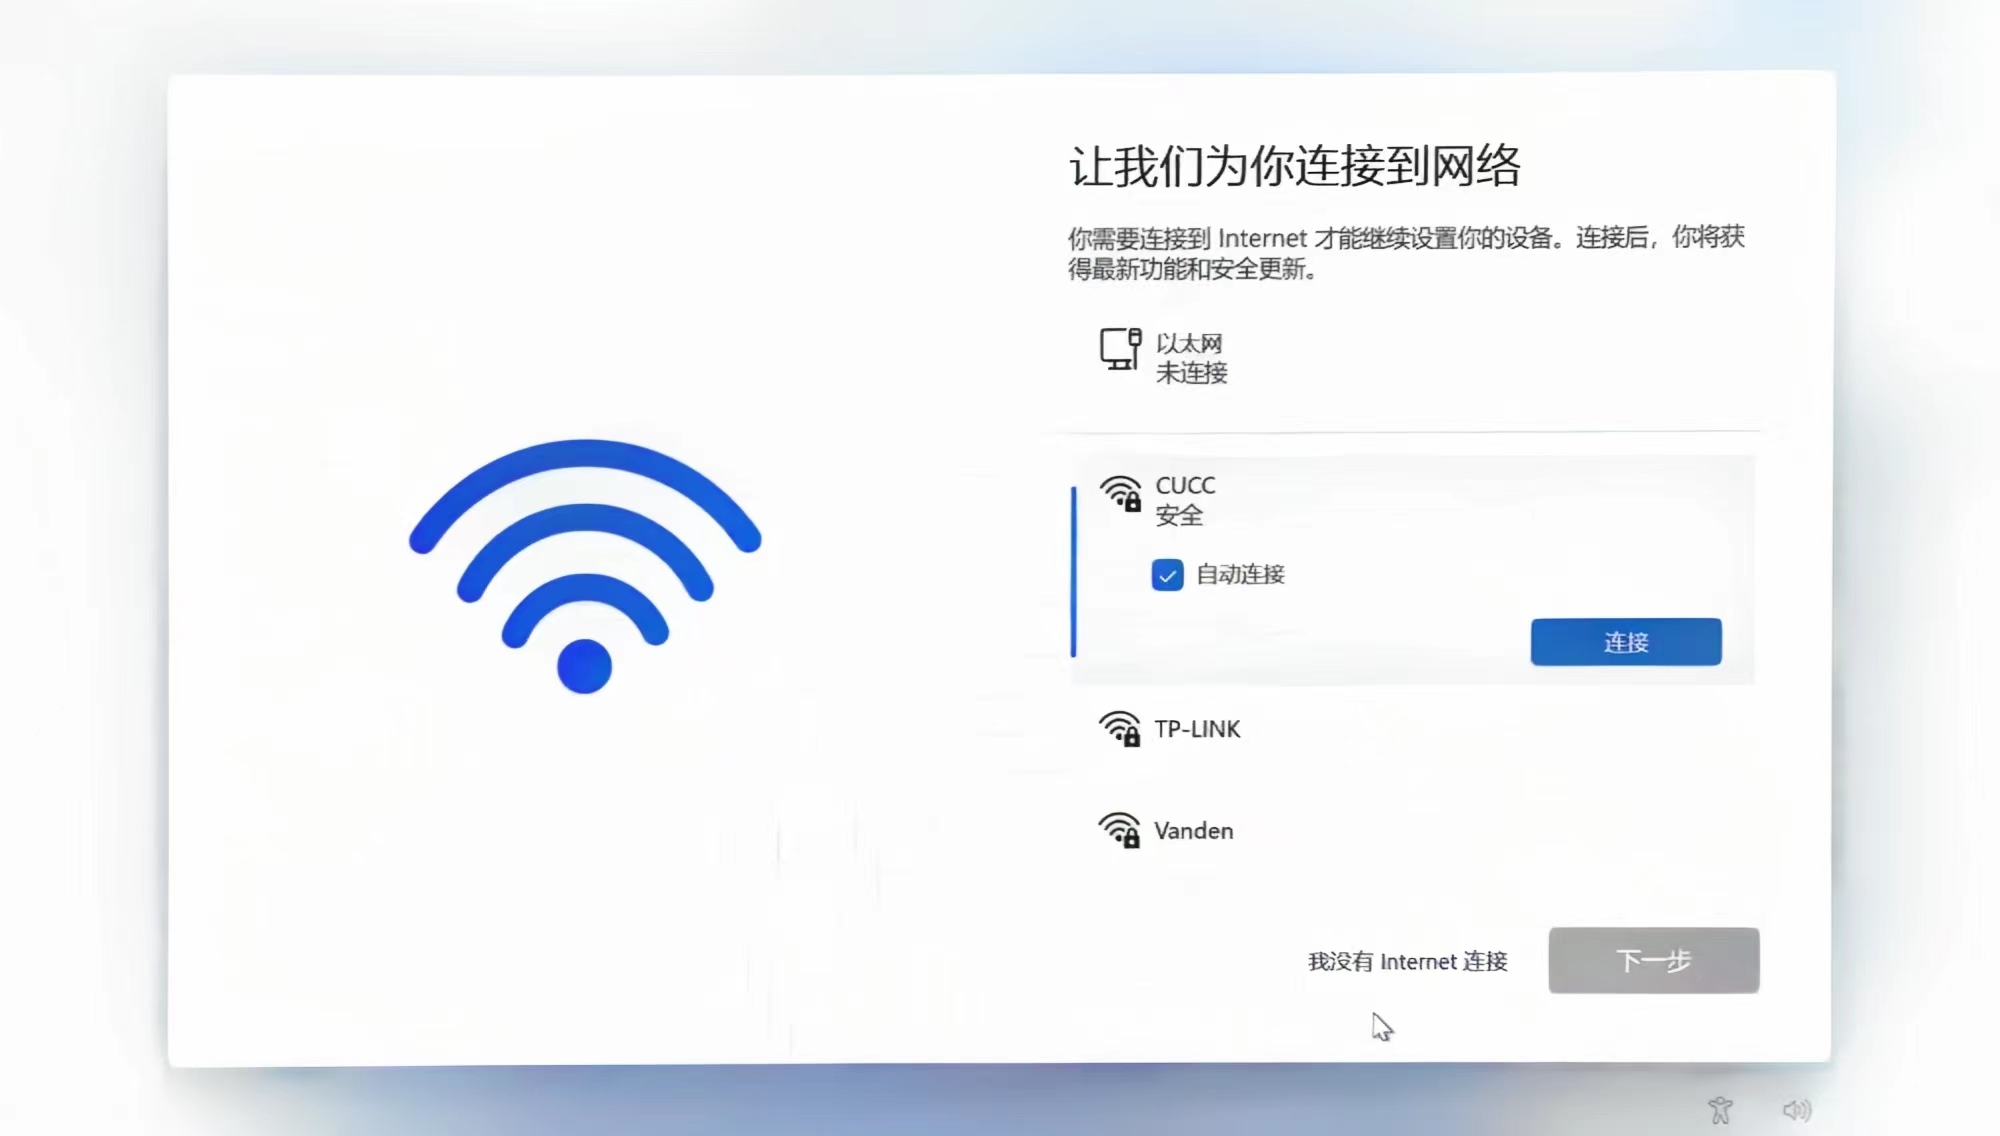 让我们为你连接到网络
你需要连接到 Internet 才能继续设置你的设备。连接后，你将获
得最新功能和安全更新。
以太网
未连接
CUCC
安全
自动连接
连接
TP-LINK
Vanden
我没有 Internet 连接
下一步